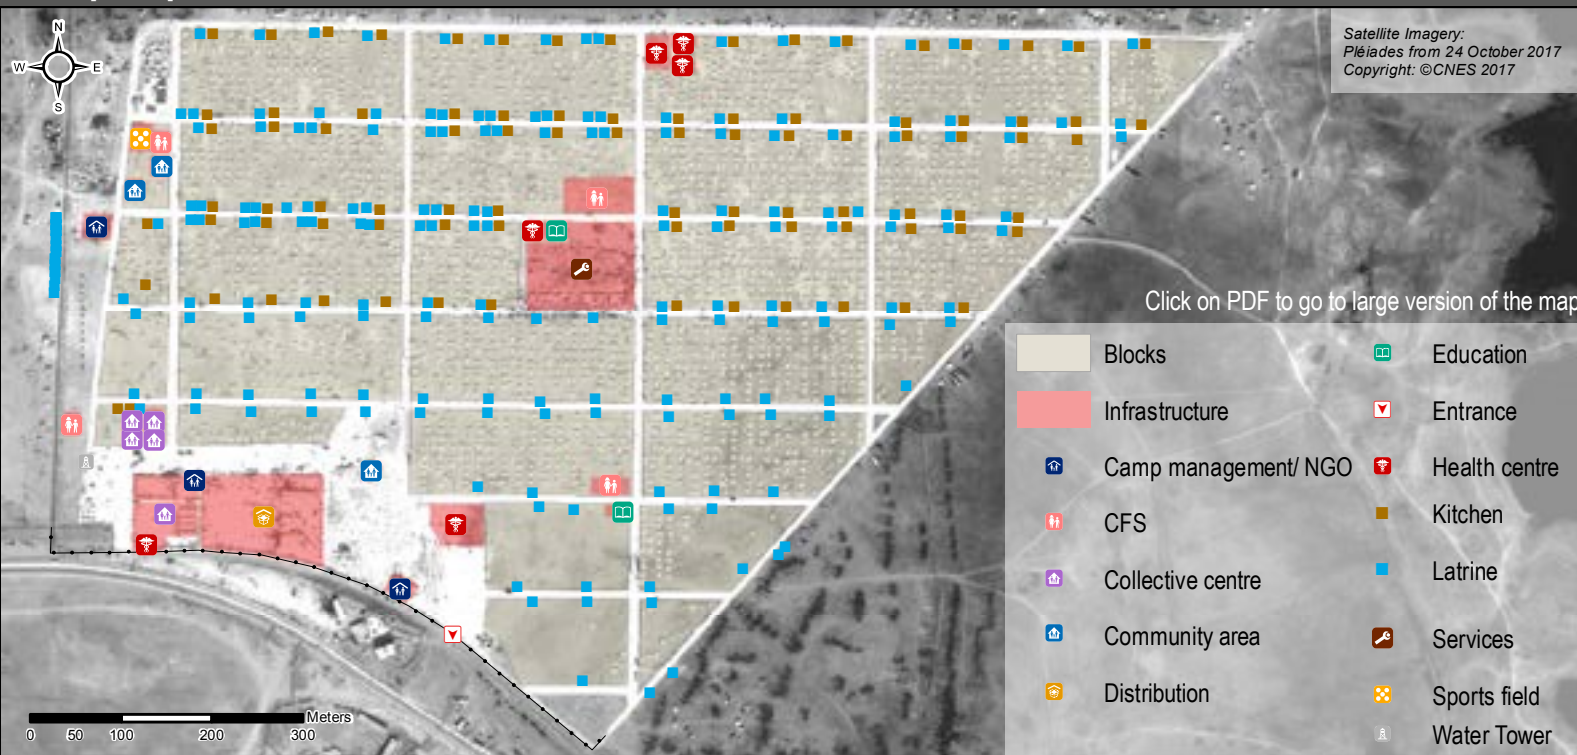 N
W E
S
Satellite Imagery:
Pléiades from 24 October 2017
Copyright: ©CNES 2017
Click on PDF to go to large version of the map
Blocks
Education
Infrastructure
Entrance
Camp management/ NGO
Health centre
CFS
Kitchen
Collective centre
Latrine
Community area
Services
Distribution
Sports field
Water Tower
Meters
0 50 100 200 300